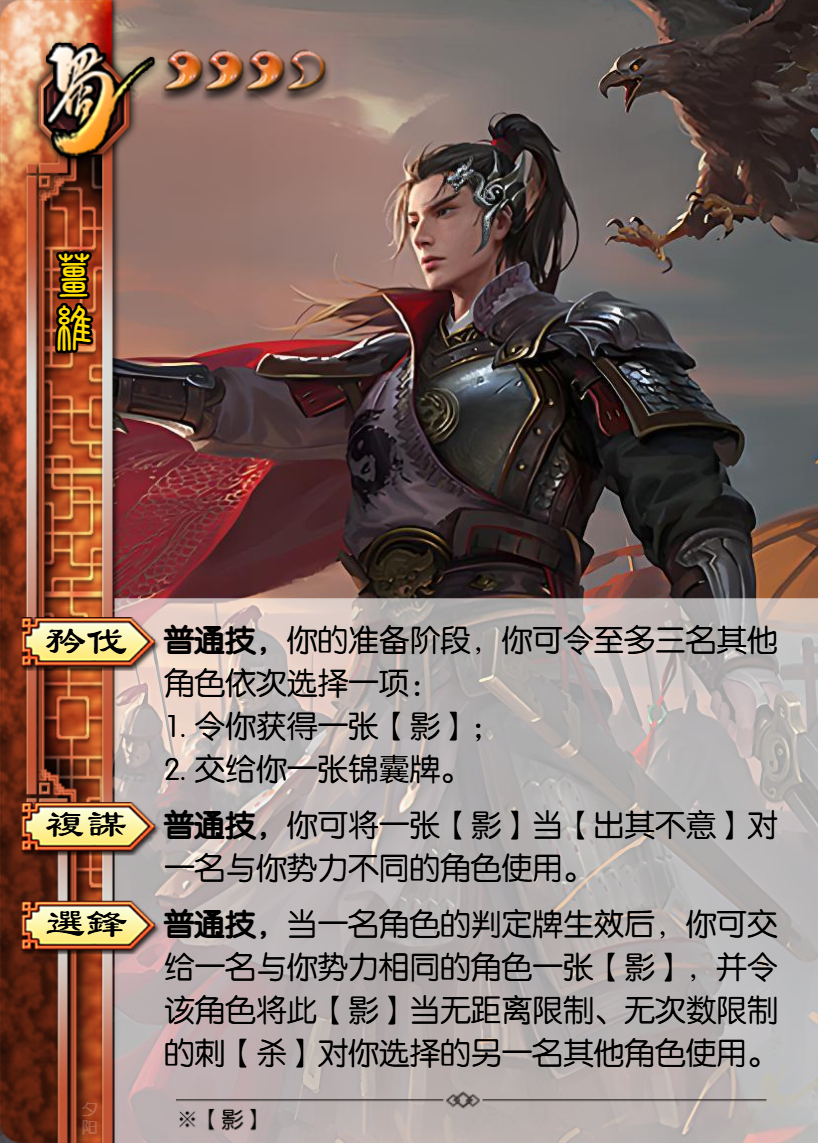 蜀
薑維
矜伐
普通技，你的准备阶段，你可令至多三名其他
角色依次选择一项：
1. 令你获得一张【影】；
2. 交给你一张锦囊牌。
複謀
普通技，你可将一张【影】当【出其不意】对
一名与你势力不同的角色使用。
選鋒
普通技，当一名角色的判定牌生效后，你可交
给一名与你势力相同的角色一张【影】，并令
该角色将此【影】当无距离限制、无次数限制
的刺【杀】对你选择的另一名其他角色使用。
※【影】
夕阳